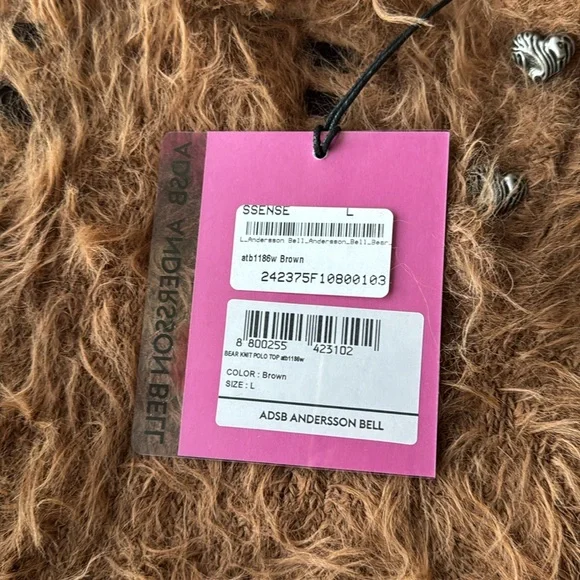 ADSB ANDERSSON BELL
SSENSE L
L_Andersson Bell_Andersson_Bell_Bear
atb1186w Brown
242375F10800103
8 800255 423102
BEAR KNIT POLO TOP atb1186w
COLOR : Brown
SIZE : L
ADSB ANDERSSON BELL